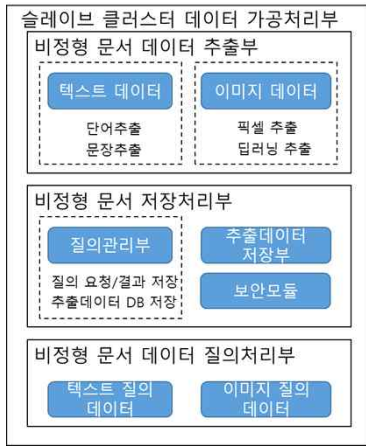 슬레이브 클러스터 데이터 가공처리부
비정형 문서 데이터 추출부
텍스트 데이터
단어추출
문장추출
이미지 데이터
픽셀 추출
딥러닝 추출
비정형 문서 저장처리부
질의관리부
질의 요청/결과 저장
추출데이터 DB 저장
추출데이터
저장부
보안모듈
비정형 문서 데이터 질의처리부
텍스트 질의
데이터
이미지 질의
데이터